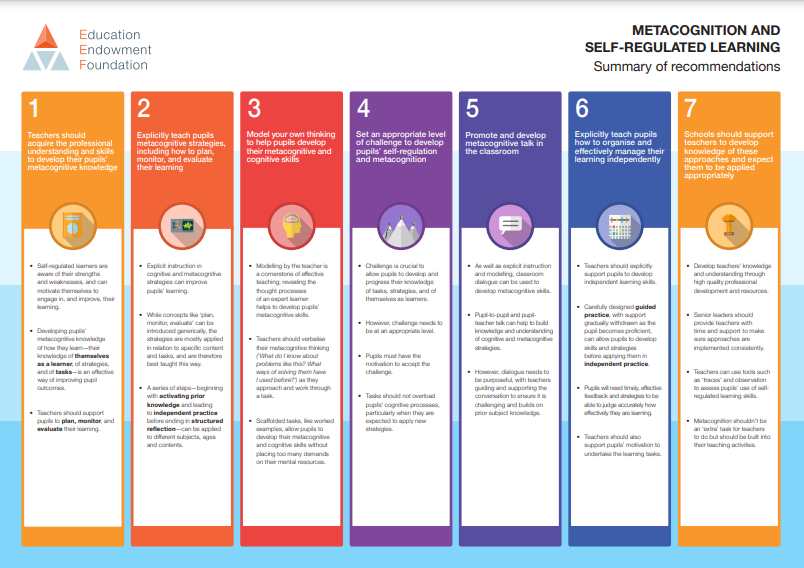 Education
Endowment
Foundation
METACOGNITION AND
SELF-REGULATED LEARNING
Summary of recommendations
1
Teachers should
acquire the professional
understanding and skills
to develop their pupils'
metacognitive knowledge
• Self-regulated learners are
aware of their strengths
and weaknesses, and can
motivate themselves to
engage in, and improve, their
learning.
• Developing pupils'
metacognitive knowledge
of how they learn—their
knowledge of themselves
as a learner, of strategies,
and of tasks—is an effective
way of improving pupil
outcomes.
• Teachers should support
pupils to plan, monitor, and
evaluate their learning.
2
Explicitly teach pupils
metacognitive strategies,
including how to plan,
monitor, and evaluate
their learning
• Explicit instruction in
cognitive and metacognitive
strategies can improve
pupils' learning.
• While concepts like 'plan,
monitor, evaluate' can be
introduced generically, the
strategies are mostly applied
in relation to specific content
and tasks, and are therefore
best taught this way.
• A series of steps—beginning
with activating prior
knowledge and leading
to independent practice
before ending in structured
reflection—can be applied
to different subjects, ages
and contents.
3
Model your own thinking
to help pupils develop
their metacognitive and
cognitive skills
• Modelling by the teacher is
a cornerstone of effective
teaching; revealing the
thought processes
of an expert learner
helps to develop pupils'
metacognitive skills.
• Teachers should verbalise
their metacognitive thinking
('What do I know about
problems like this? What
ways of solving them have
I used before?') as they
approach and work through
a task.
• Scaffolded tasks, like worked
examples, allow pupils to
develop their metacognitive
and cognitive skills without
placing too many demands
on their mental resources.
4
Set an appropriate level
of challenge to develop
pupils' self-regulation
and metacognition
• Challenge is crucial to
allow pupils to develop and
progress their knowledge
of tasks, strategies, and of
themselves as learners.
• However, challenge needs to
be at an appropriate level.
• Pupils must have the
motivation to accept the
challenge.
• Tasks should not overload
pupils' cognitive processes,
particularly when they are
expected to apply new
strategies.
5
Promote and develop
metacognitive talk in
the classroom
• As well as explicit instruction
and modeling, classroom
dialogue can be used to
develop metacognitive skills.
• Pupil-to-pupil and pupil-
teacher talk can help to build
knowledge and understanding
of cognitive and metacognitive
strategies.
• However, dialogue needs to
be purposeful, with teachers
guiding and supporting the
conversation to ensure it is
challenging and builds on
prior subject knowledge.
6
Explicitly teach pupils
how to organise and
effectively manage their
learning independently
• Teachers should explicitly
support pupils to develop
independent learning skills.
• Carefully designed guided
practice, with support
gradually withdrawn as the
pupil becomes proficient,
can allow pupils to develop
skills and strategies
before applying them in
independent practice.
• Pupils will need timely, effective
feedback and strategies to be
able to judge accurately how
effectively they are learning.
• Teachers should also
support pupils' motivation to
undertake the learning tasks.
7
Schools should support
teachers to develop
knowledge of these
approaches and expect
them to be applied
appropriately
• Develop teachers' knowledge
and understanding through
high quality professional
development and resources.
• Senior leaders should
provide teachers with
time and support to make
sure approaches are
implemented consistently.
• Teachers can use tools such
as 'traces' and observation
to assess pupils' use of self-
regulated learning skills.
• Metacognition shouldn't be
an 'extra' task for teachers
to do but should be built into
their teaching activities.